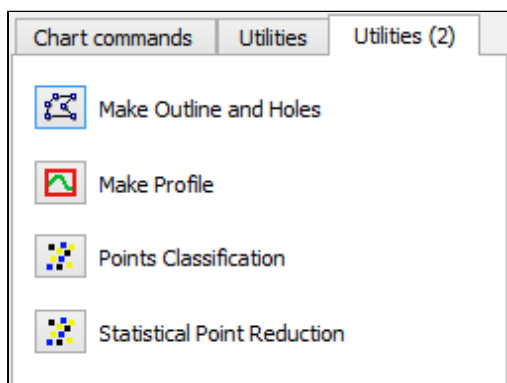 Chart commands Utilities Utilities (2)
Make Outline and Holes
Make Profile
Points Classification
Statistical Point Reduction